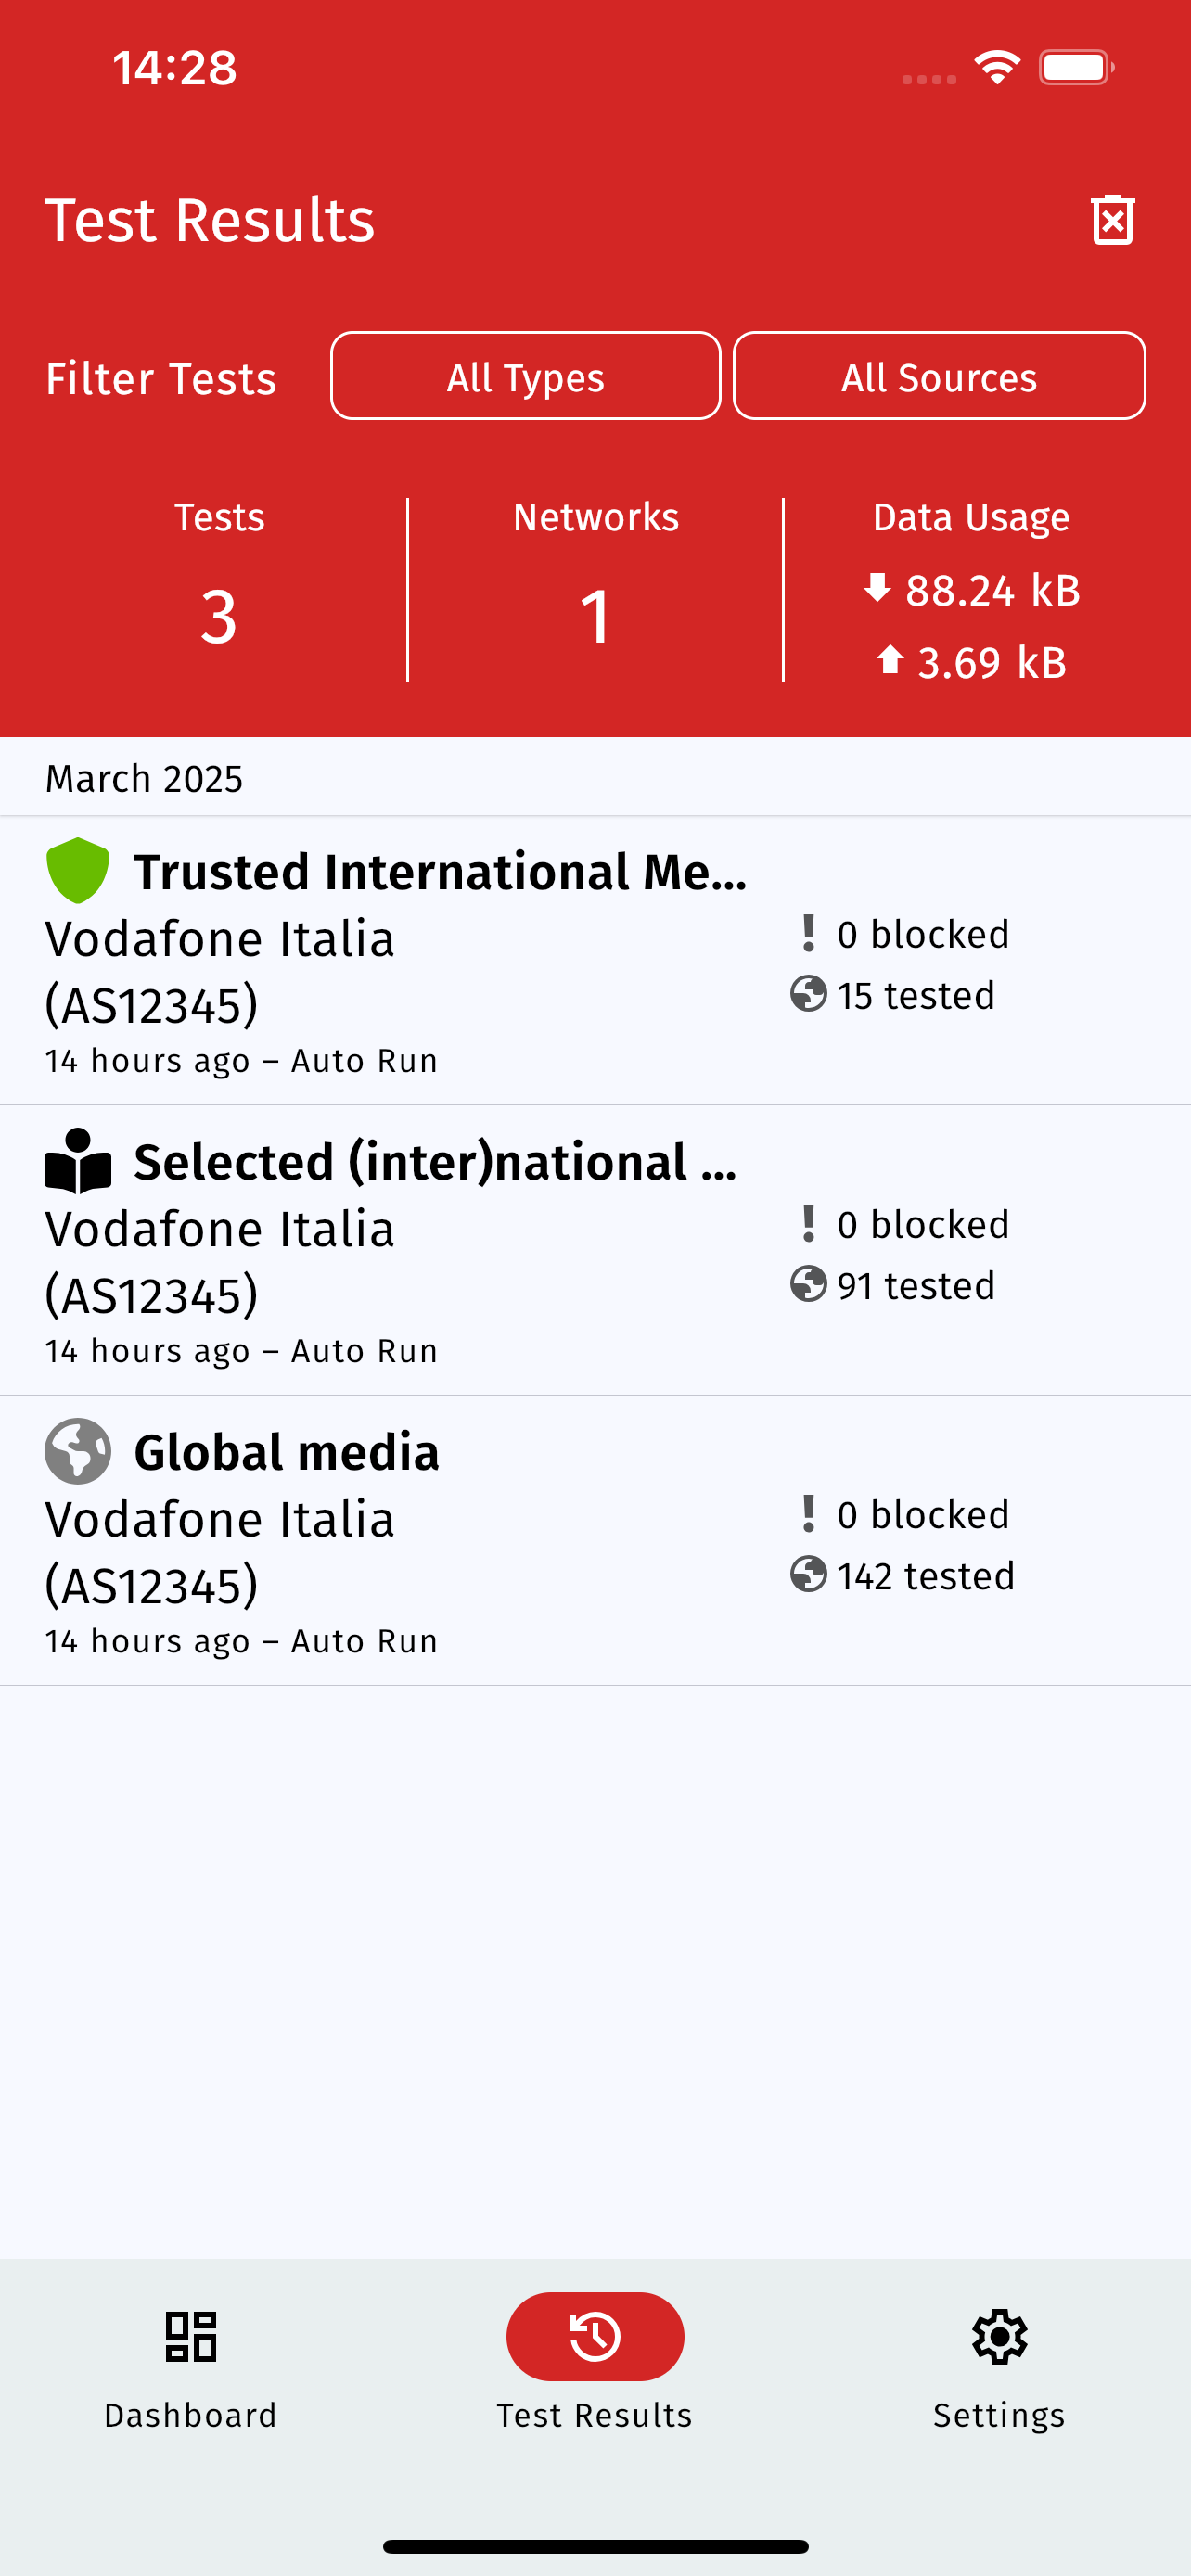 14:28
Test Results
Filter Tests
All Types
All Sources
Tests
3
Networks
1
Data Usage
88.24 kB
3.69 kB
March 2025
Trusted International Me...
Vodafone Italia
(AS12345)
14 hours ago – Auto Run
0 blocked
15 tested
Selected (inter)national ...
Vodafone Italia
(AS12345)
14 hours ago – Auto Run
0 blocked
91 tested
Global media
Vodafone Italia
(AS12345)
14 hours ago – Auto Run
0 blocked
142 tested
Dashboard
Test Results
Settings